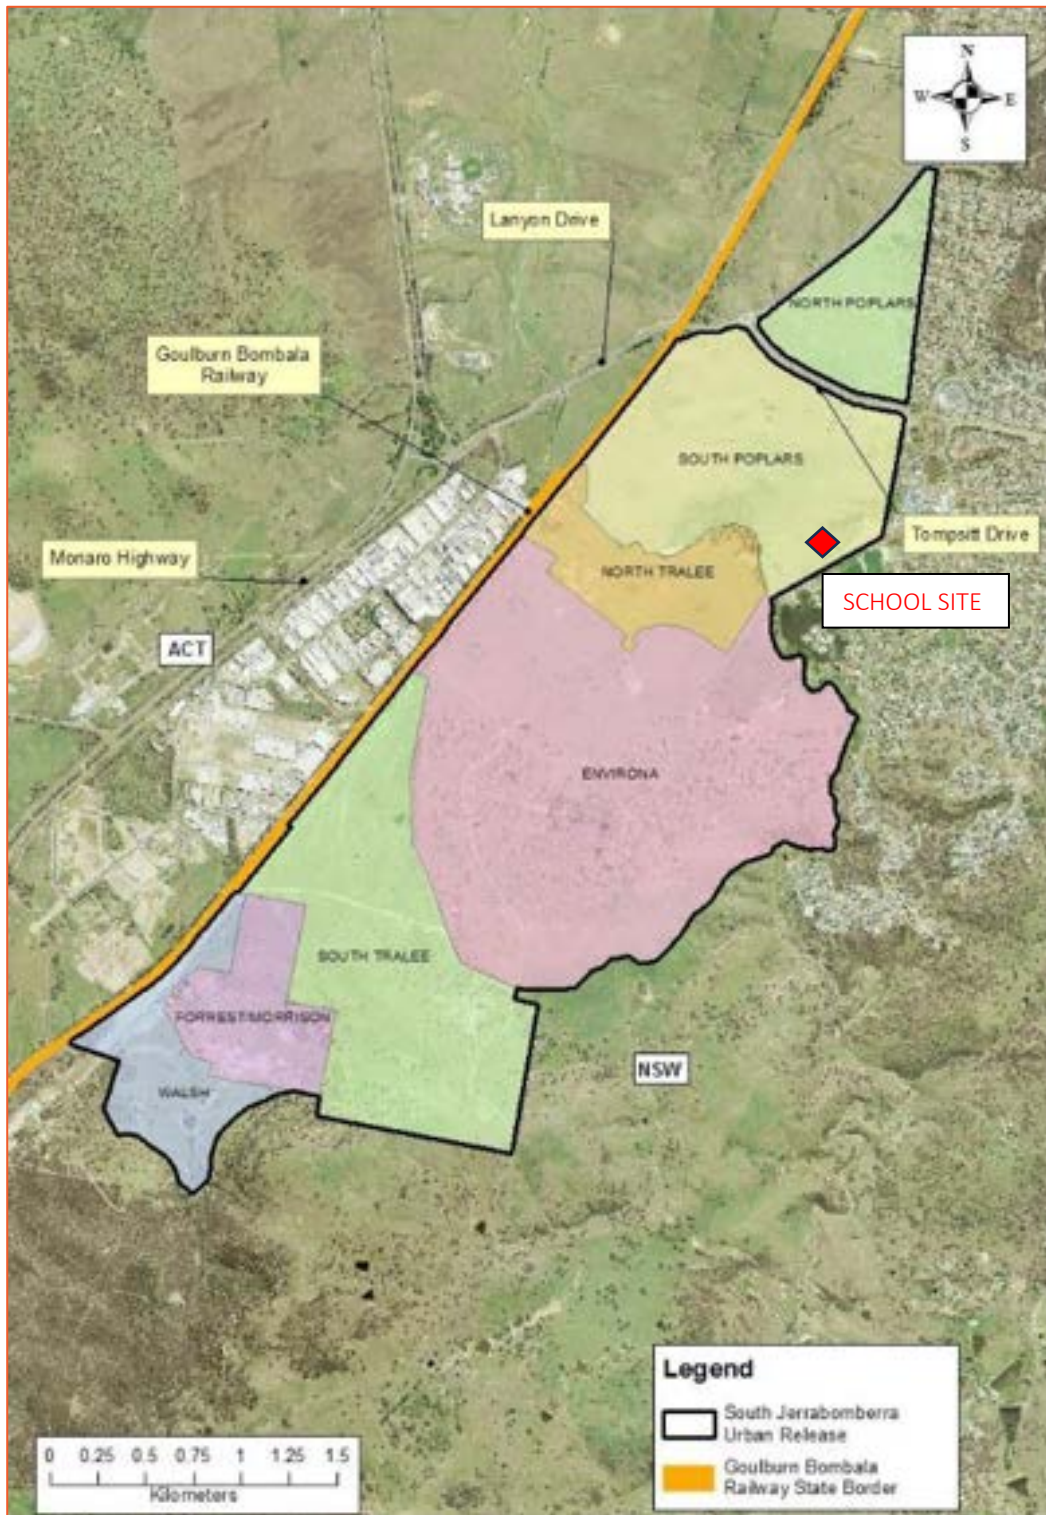 N
W E
S
Lanyon Drive
NORTH POPLARS
Goulburn Bombala
Railway
SOUTH POPLARS
Monaro Highway
Tompsitt Drive
NORTH TRALEE
SCHOOL SITE
ACT
ENVIRONA
SOUTH TRALEE
FORREST/MORRISON
NSW
WALSH
Legend
South Jerrabomberra
Urban Release
Goulburn Bombala
Railway State Border
0 0.25 0.5 0.75 1 1.25 1.5
Kilometers